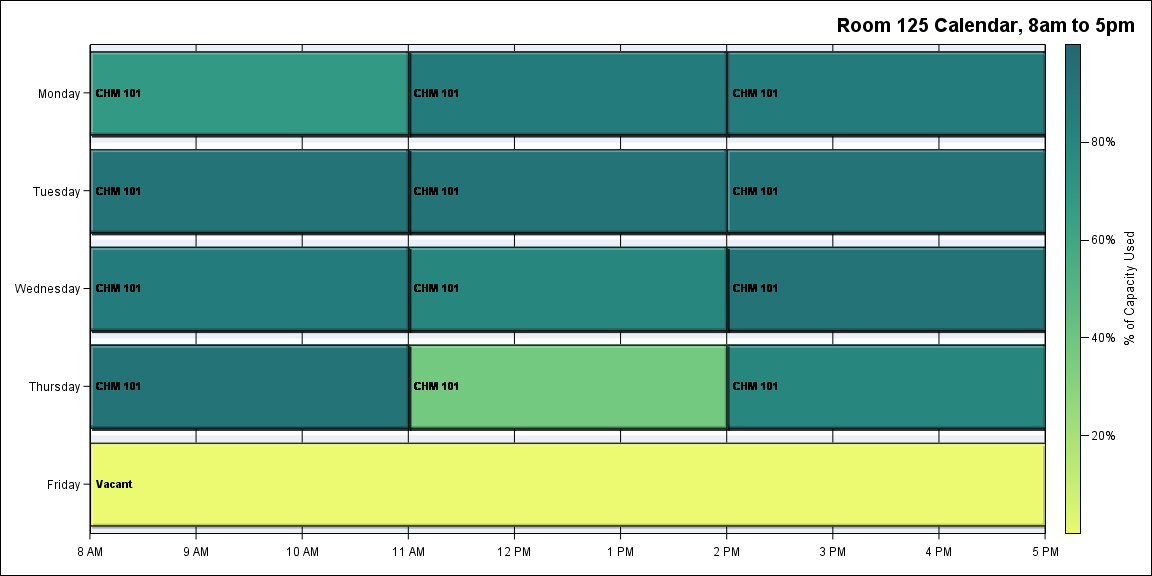 Room 125 Calendar, 8am to 5pm
Monday
CHM 101
CHM 101
CHM 101
Tuesday
CHM 101
CHM 101
CHM 101
Wednesday
CHM 101
CHM 101
CHM 101
Thursday
CHM 101
CHM 101
CHM 101
Friday
Vacant
8 AM
9 AM
10 AM
11 AM
12 PM
1 PM
2 PM
3 PM
4 PM
5 PM
80%
60%
40%
20%
% of Capacity Used